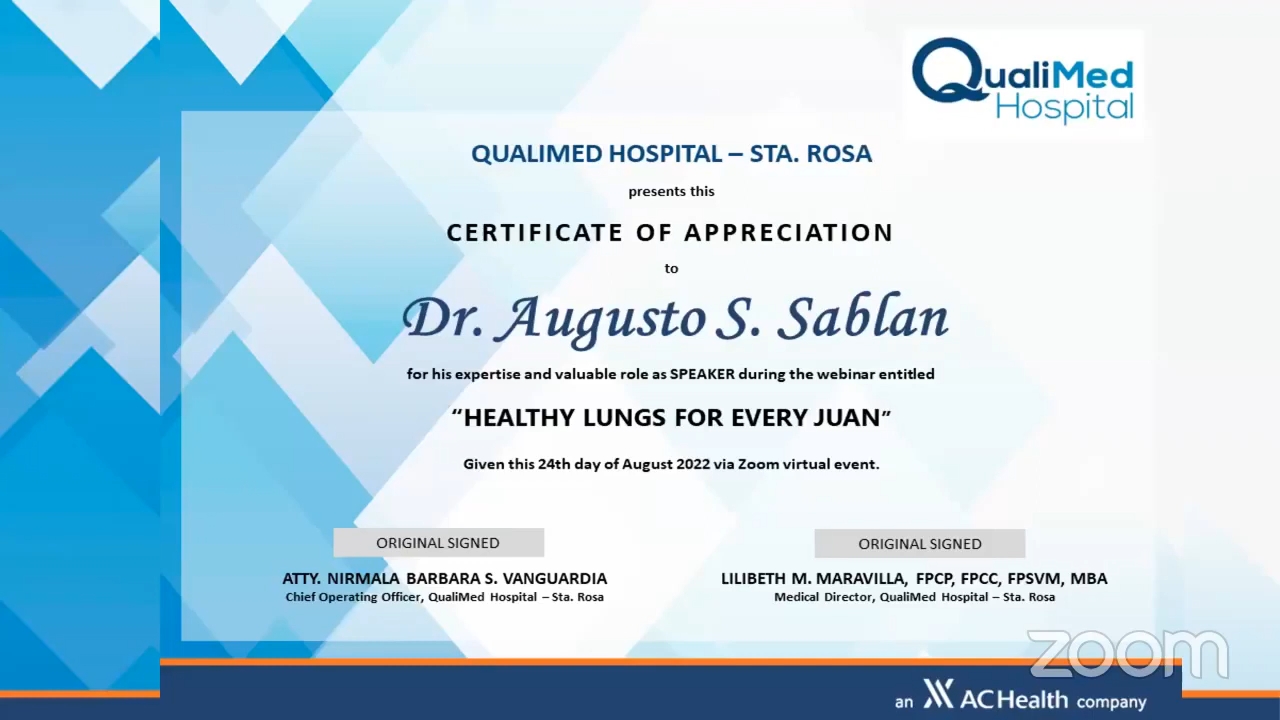 QualiMed
Hospital
QUALIMED HOSPITAL – STA. ROSA
presents this
CERTIFICATE OF APPRECIATION
to
Dr. Augusto S. Sablan
for his expertise and valuable role as SPEAKER during the webinar entitled
“HEALTHY LUNGS FOR EVERY JUAN”
Given this 24th day of August 2022 via Zoom virtual event.
ORIGINAL SIGNED
ATTY. NIRMALA BARBARA S. VANGUARDIA
Chief Operating Officer, QualiMed Hospital – Sta. Rosa
ORIGINAL SIGNED
LILIBETH M. MARAVILLA, FPCP, FPCC, FPSVM, MBA
Medical Director, QualiMed Hospital – Sta. Rosa
zoom
an ACHealth company